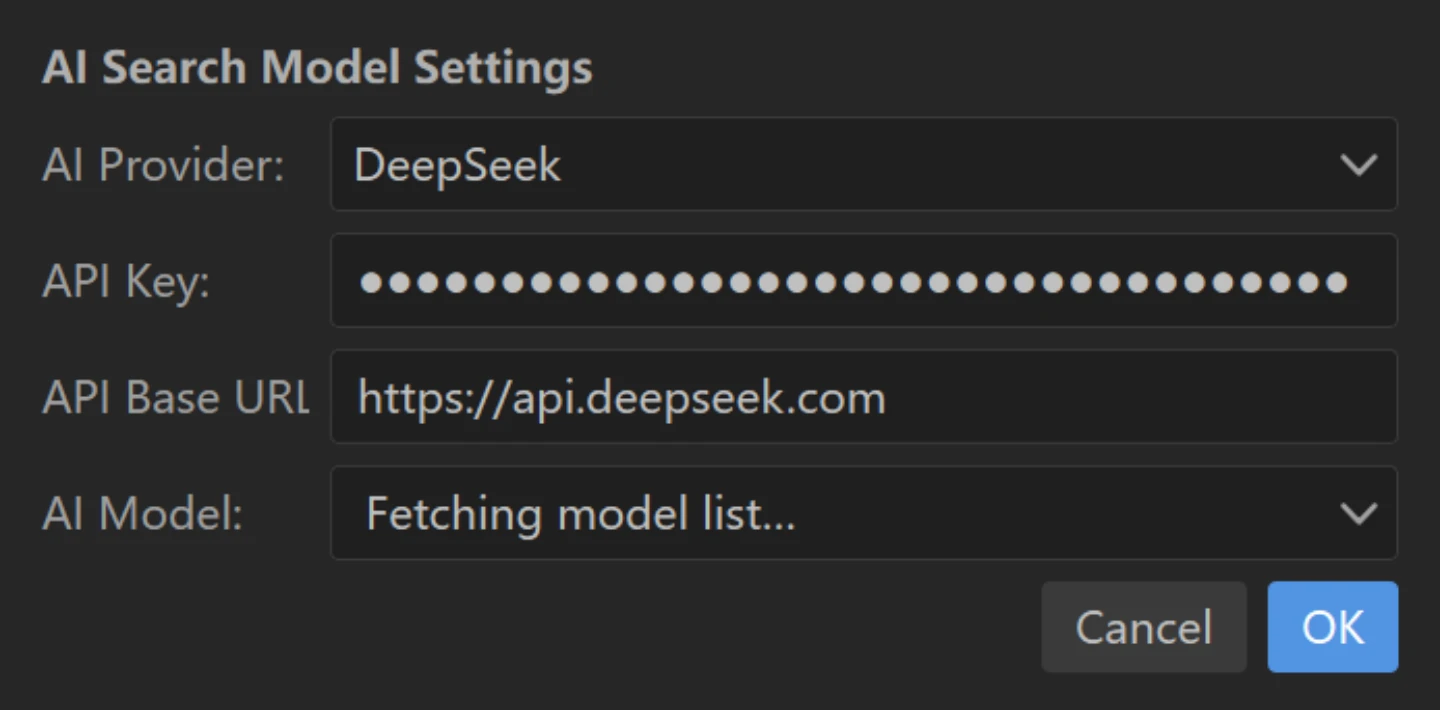 AI Search Model Settings
AI Provider: DeepSeek
API Key: ●●●●●●●●●●●●●●●●●●●●●●●●●●●●●●●●●●●
API Base URL https://api.deepseek.com
AI Model: Fetching model list...
Cancel OK